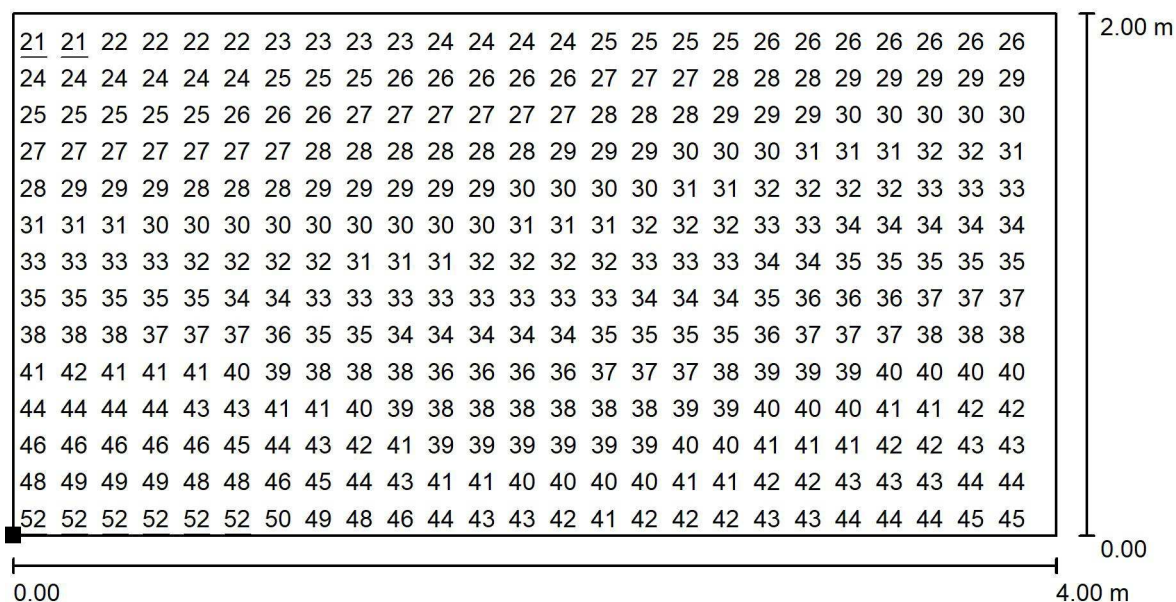 2.00 m
21 21 22 22 22 22 23 23 23 23 24 24 24 24 25 25 25 25 26 26 26 26 26 26 26
24 24 24 24 24 24 25 25 25 26 26 26 26 26 27 27 27 28 28 28 29 29 29 29 29
25 25 25 25 25 26 26 26 27 27 27 27 27 27 28 28 28 29 29 29 30 30 30 30 30
27 27 27 27 27 27 27 28 28 28 28 28 28 29 29 29 30 30 30 31 31 31 32 32 31
28 29 29 29 28 28 28 29 29 29 29 29 30 30 30 30 31 31 32 32 32 32 33 33 33
31 31 31 30 30 30 30 30 30 30 30 30 31 31 31 32 32 32 33 33 34 34 34 34 34
33 33 33 33 32 32 32 32 31 31 31 32 32 32 32 33 33 33 34 34 35 35 35 35 35
35 35 35 35 35 34 34 33 33 33 33 33 33 33 33 34 34 34 35 36 36 36 37 37 37
38 38 38 37 37 37 36 35 35 34 34 34 34 34 35 35 35 35 36 37 37 37 38 38 38
41 42 41 41 41 40 39 38 38 38 36 36 36 36 37 37 37 38 39 39 39 40 40 40 40
44 44 44 44 43 43 41 41 40 39 38 38 38 38 38 38 39 39 40 40 40 41 41 42 42
46 46 46 46 46 45 44 43 42 41 39 39 39 39 39 39 40 40 41 41 41 42 42 43 43
48 49 49 49 48 48 46 45 44 43 41 41 40 40 40 40 41 41 42 42 43 43 43 44 44
52 52 52 52 52 52 50 49 48 46 44 43 43 42 41 42 42 42 43 43 44 44 44 45 45
0.00
0.00 4.00 m